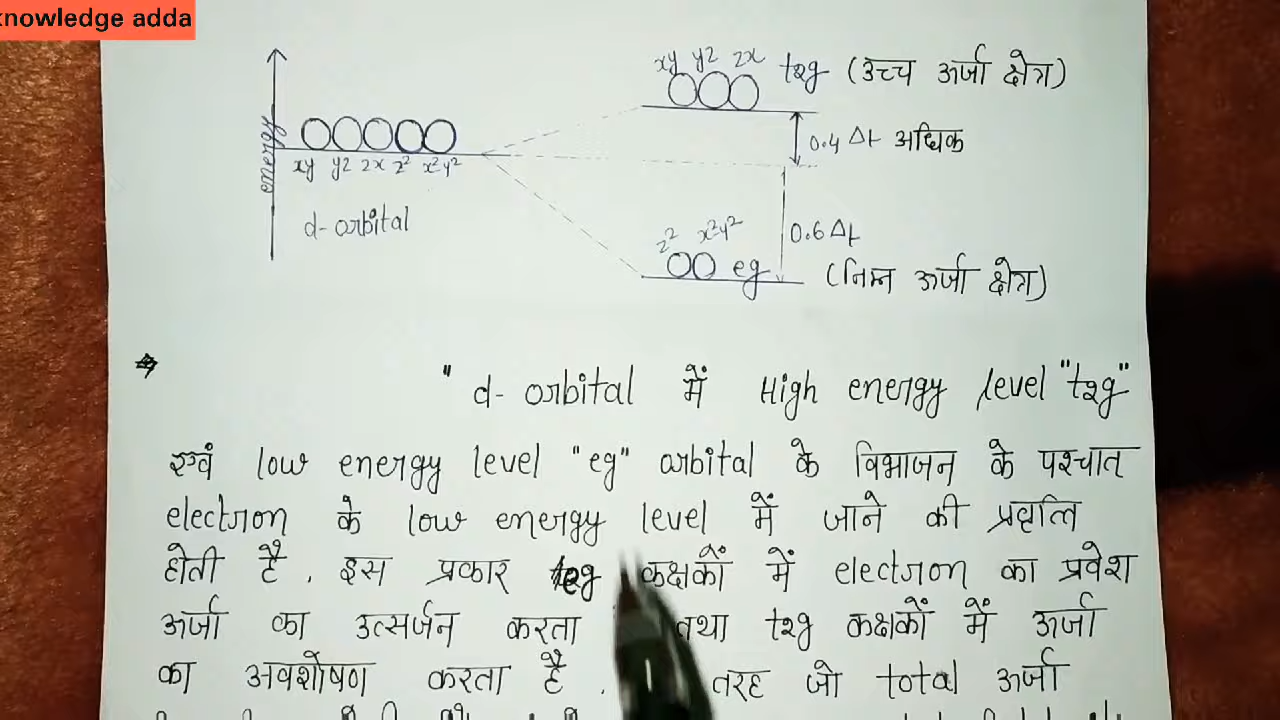 knowledge adda
xy yz zx t2g (उच्च ऊर्जा क्षेत्र)
0.4 Δt अधिक
xy yz zx z² x²y²
d-orbital
z² x²y²
0.6 Δt
eg (निम्न ऊर्जा क्षेत्र)
" d-orbital में High energy level "t2g"
एवं low energy level "eg" orbital के विभाजन के पश्चात
electron के low energy level में जाने की प्रवृत्ति
होती है . इस प्रकार eg कक्षकों में electron का प्रवेश
ऊर्जा का उत्सर्जन करता तथा t2g कक्षकों में ऊर्जा
का अवशोषण करता है . तरह जो total ऊर्जा